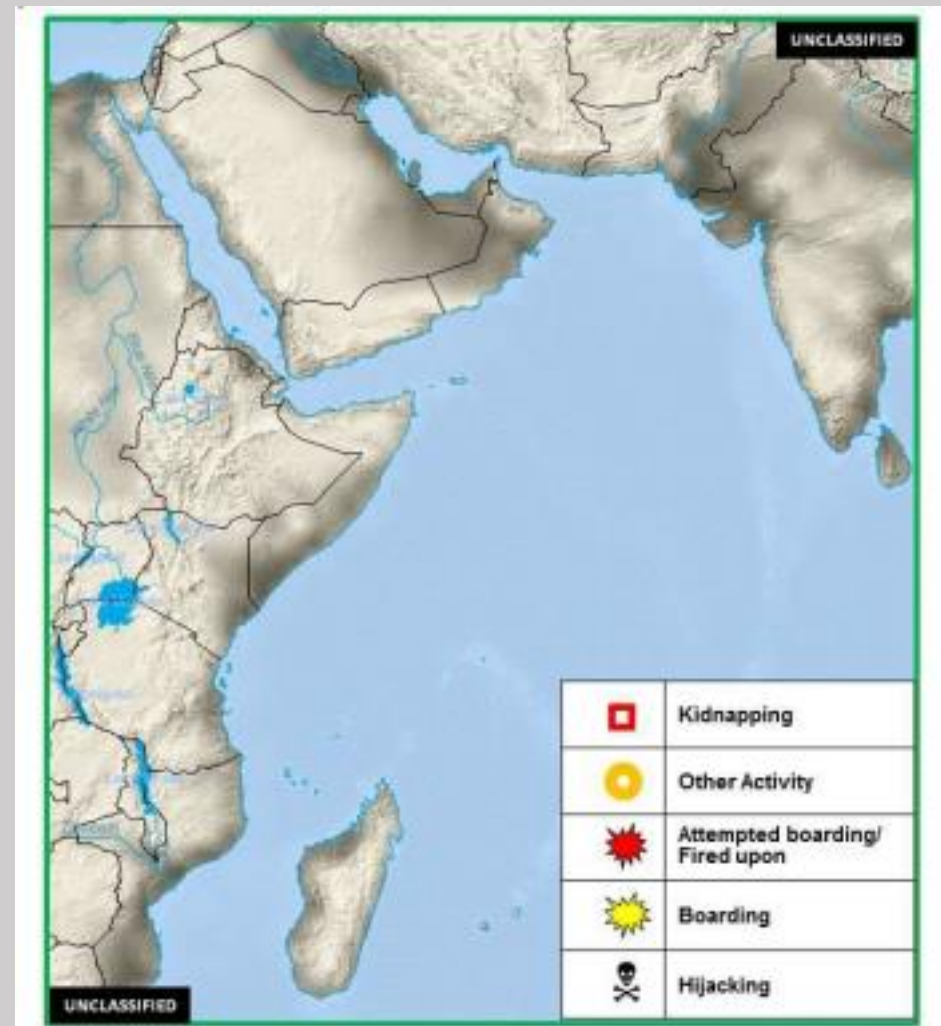 UNCLASSIFIED
Kidnapping
Other Activity
Attempted boarding/
Fired upon
Boarding
Hijacking
UNCLASSIFIED